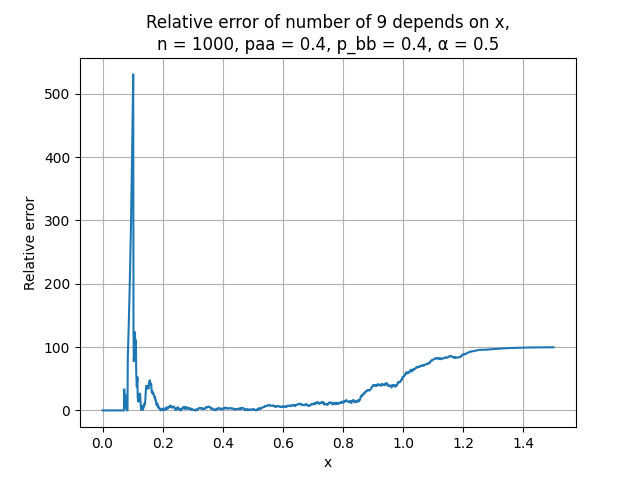 Relative error of number of 9 depends on x,
n = 1000, paa = 0.4, p_bb = 0.4, α = 0.5
500
400
300
200
100
0
Relative error
0.0 0.2 0.4 0.6 0.8 1.0 1.2 1.4
x